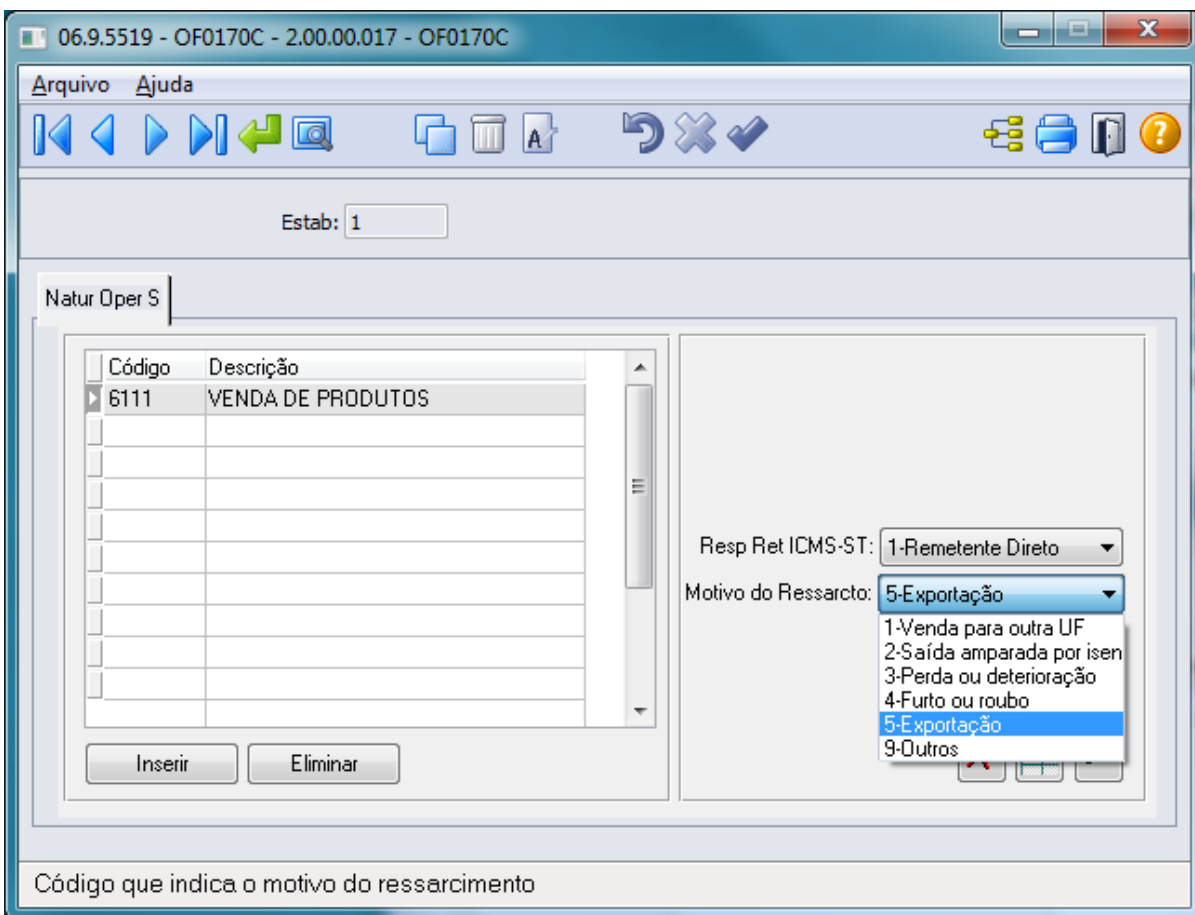 06.9.5519 - OF0170C - 2.00.00.017 - OF0170C
Arquivo Ajuda
A
?
Estab: 1
Natur Oper S
Código Descrição
6111 VENDA DE PRODUTOS
Resp Ret ICMS-ST: 1-Remetente Direto
Motivo do Ressarcto: 5-Exportação
1-Venda para outra UF
2-Saída amparada por isen
3-Perda ou deterioração
4-Furto ou roubo
5-Exportação
9-Outros
Inserir Eliminar
Código que indica o motivo do ressarcimento